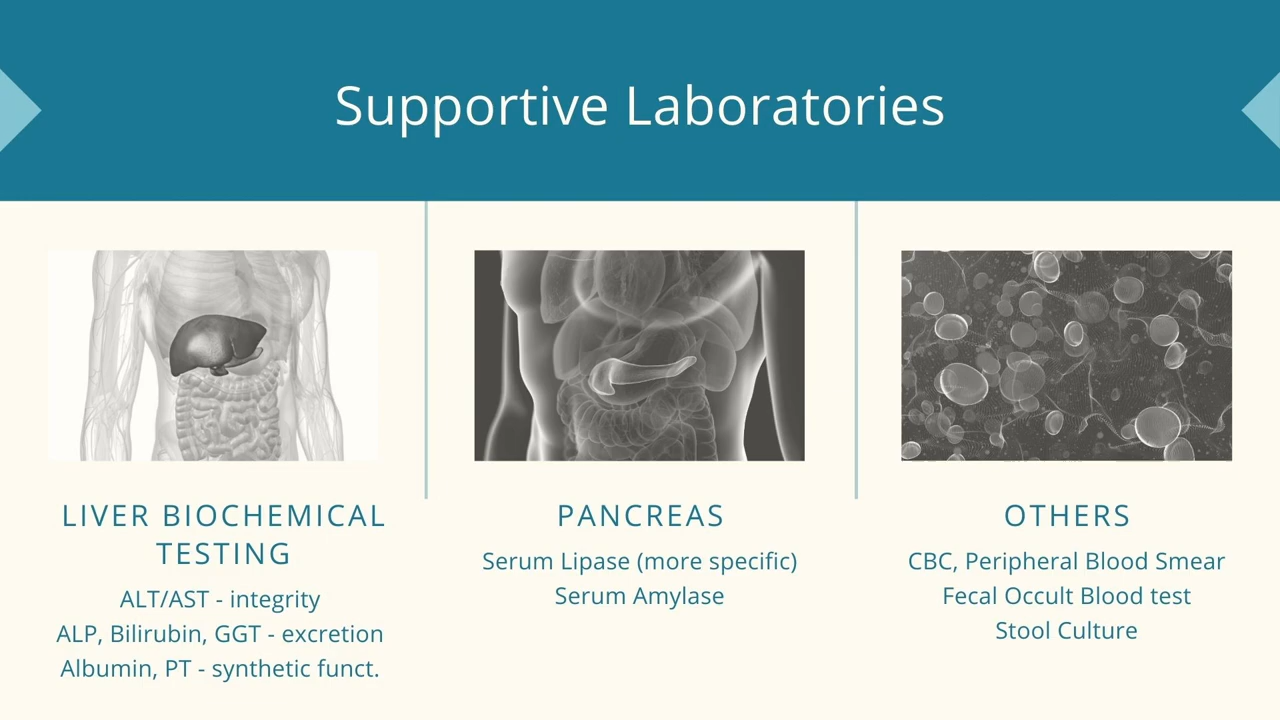 Supportive Laboratories
LIVER BIOCHEMICAL
TESTING
ALT/AST - integrity
ALP, Bilirubin, GGT - excretion
Albumin, PT - synthetic funct.
PANCREAS
Serum Lipase (more specific)
Serum Amylase
OTHERS
CBC, Peripheral Blood Smear
Fecal Occult Blood test
Stool Culture